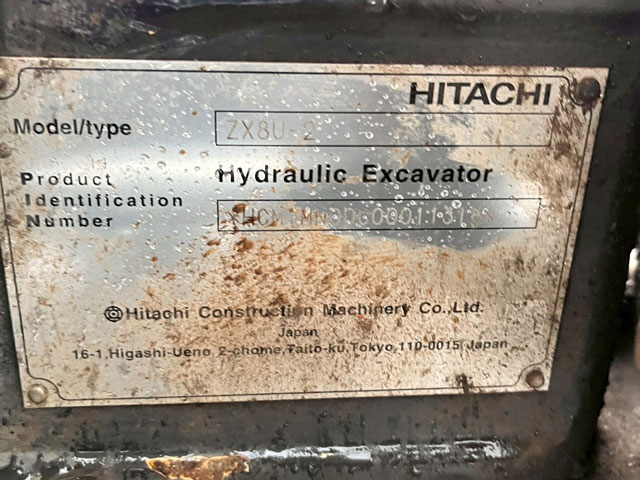 HITACHI
Model/type ZX8U-2
Hydraulic Excavator
Product
Identification
Number
Hitachi Construction Machinery Co.,Ltd.
Japan
16-1,Higashi-Ueno, 2-chome,Taito-ku,Tokyo,110-0015,Japan